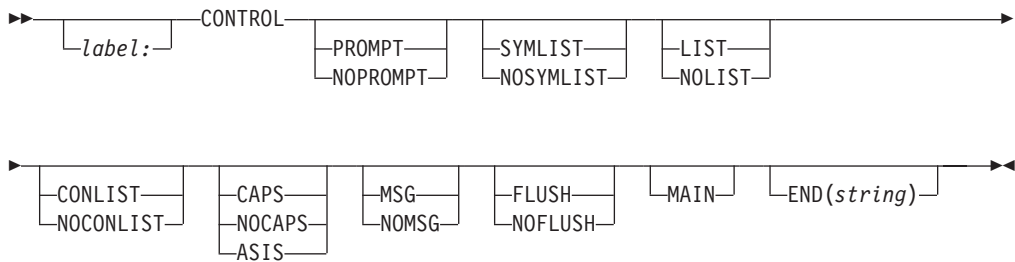 CONTROL
label: PROMPT SYMLIST LIST
NOPROMPT NOSYMLIST NOLIST
CONLIST CAPS MSG FLUSH MAIN END(string)
NOCONLIST NOCAPS NOMSG NOFLUSH
ASIS